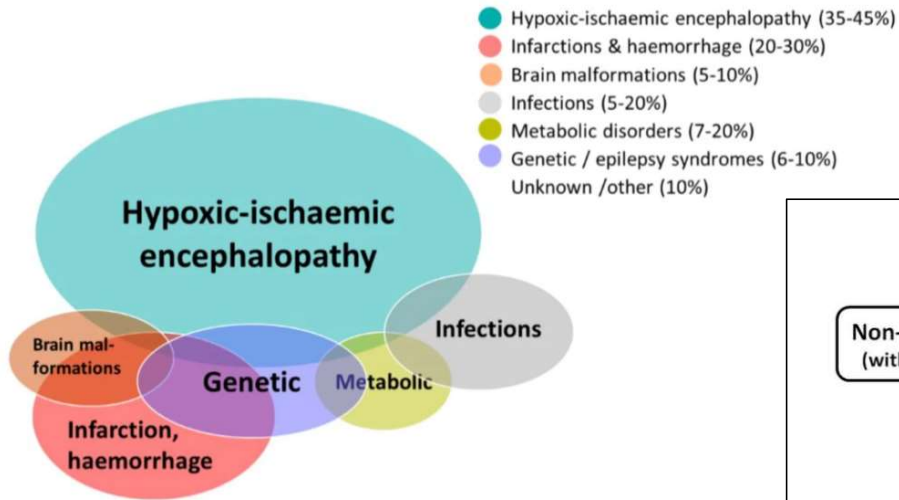 Hypoxic-ischaemic encephalopathy (35-45%)
Infarctions & haemorrhage (20-30%)
Brain malformations (5-10%)
Infections (5-20%)
Metabolic disorders (7-20%)
Genetic / epilepsy syndromes (6-10%)
Unknown /other (10%)
Hypoxic-ischaemic
encephalopathy
Infections
Brain mal-
formations
Genetic
Metabolic
Infarction,
haemorrhage
Non-
(with